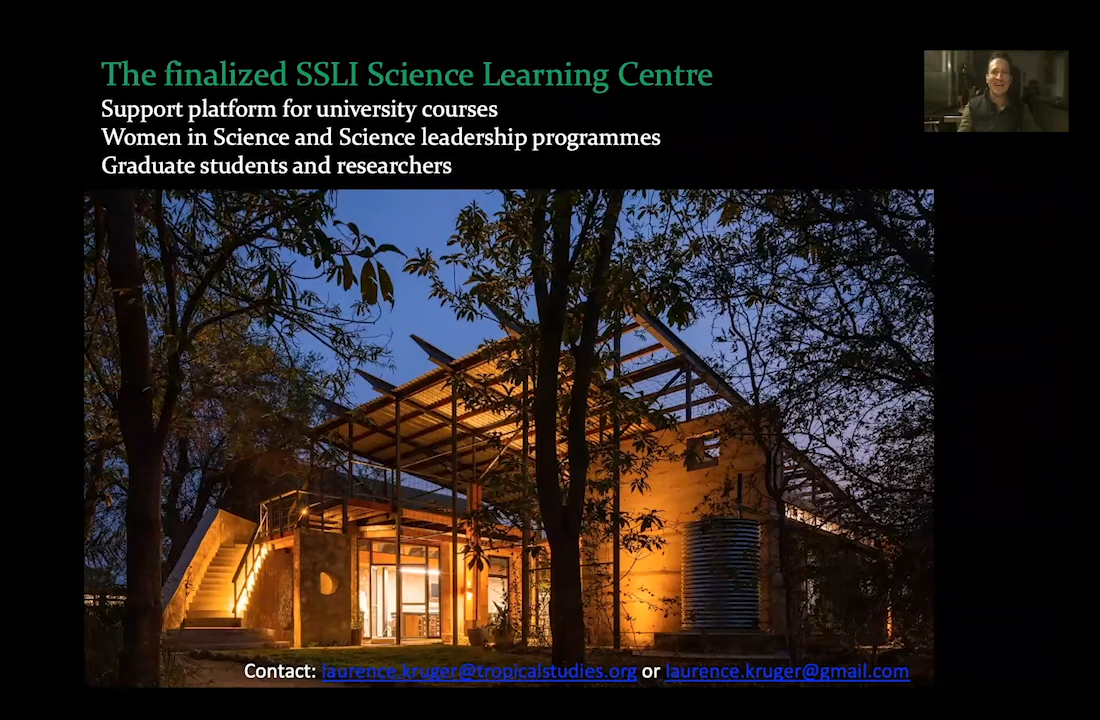 The finalized SSLI Science Learning Centre
Support platform for university courses
Women in Science and Science leadership programmes
Graduate students and researchers
Contact: laurence.kruger@tropicalstudies.org or laurence.kruger@gmail.com